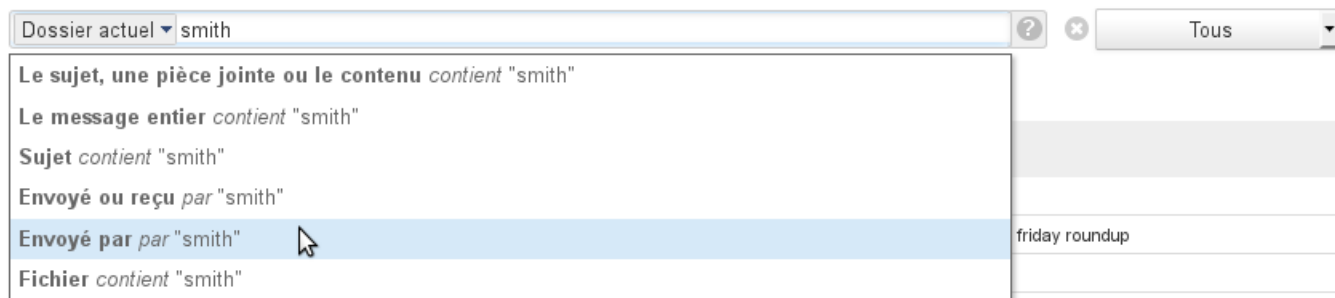 Dossier actuel smith ? Tous
Le sujet, une pièce jointe ou le contenu contient "smith"
Le message entier contient "smith"
Sujet contient "smith"
Envoyé ou reçu par "smith"
Envoyé par par "smith"
friday roundup
Fichier contient "smith"